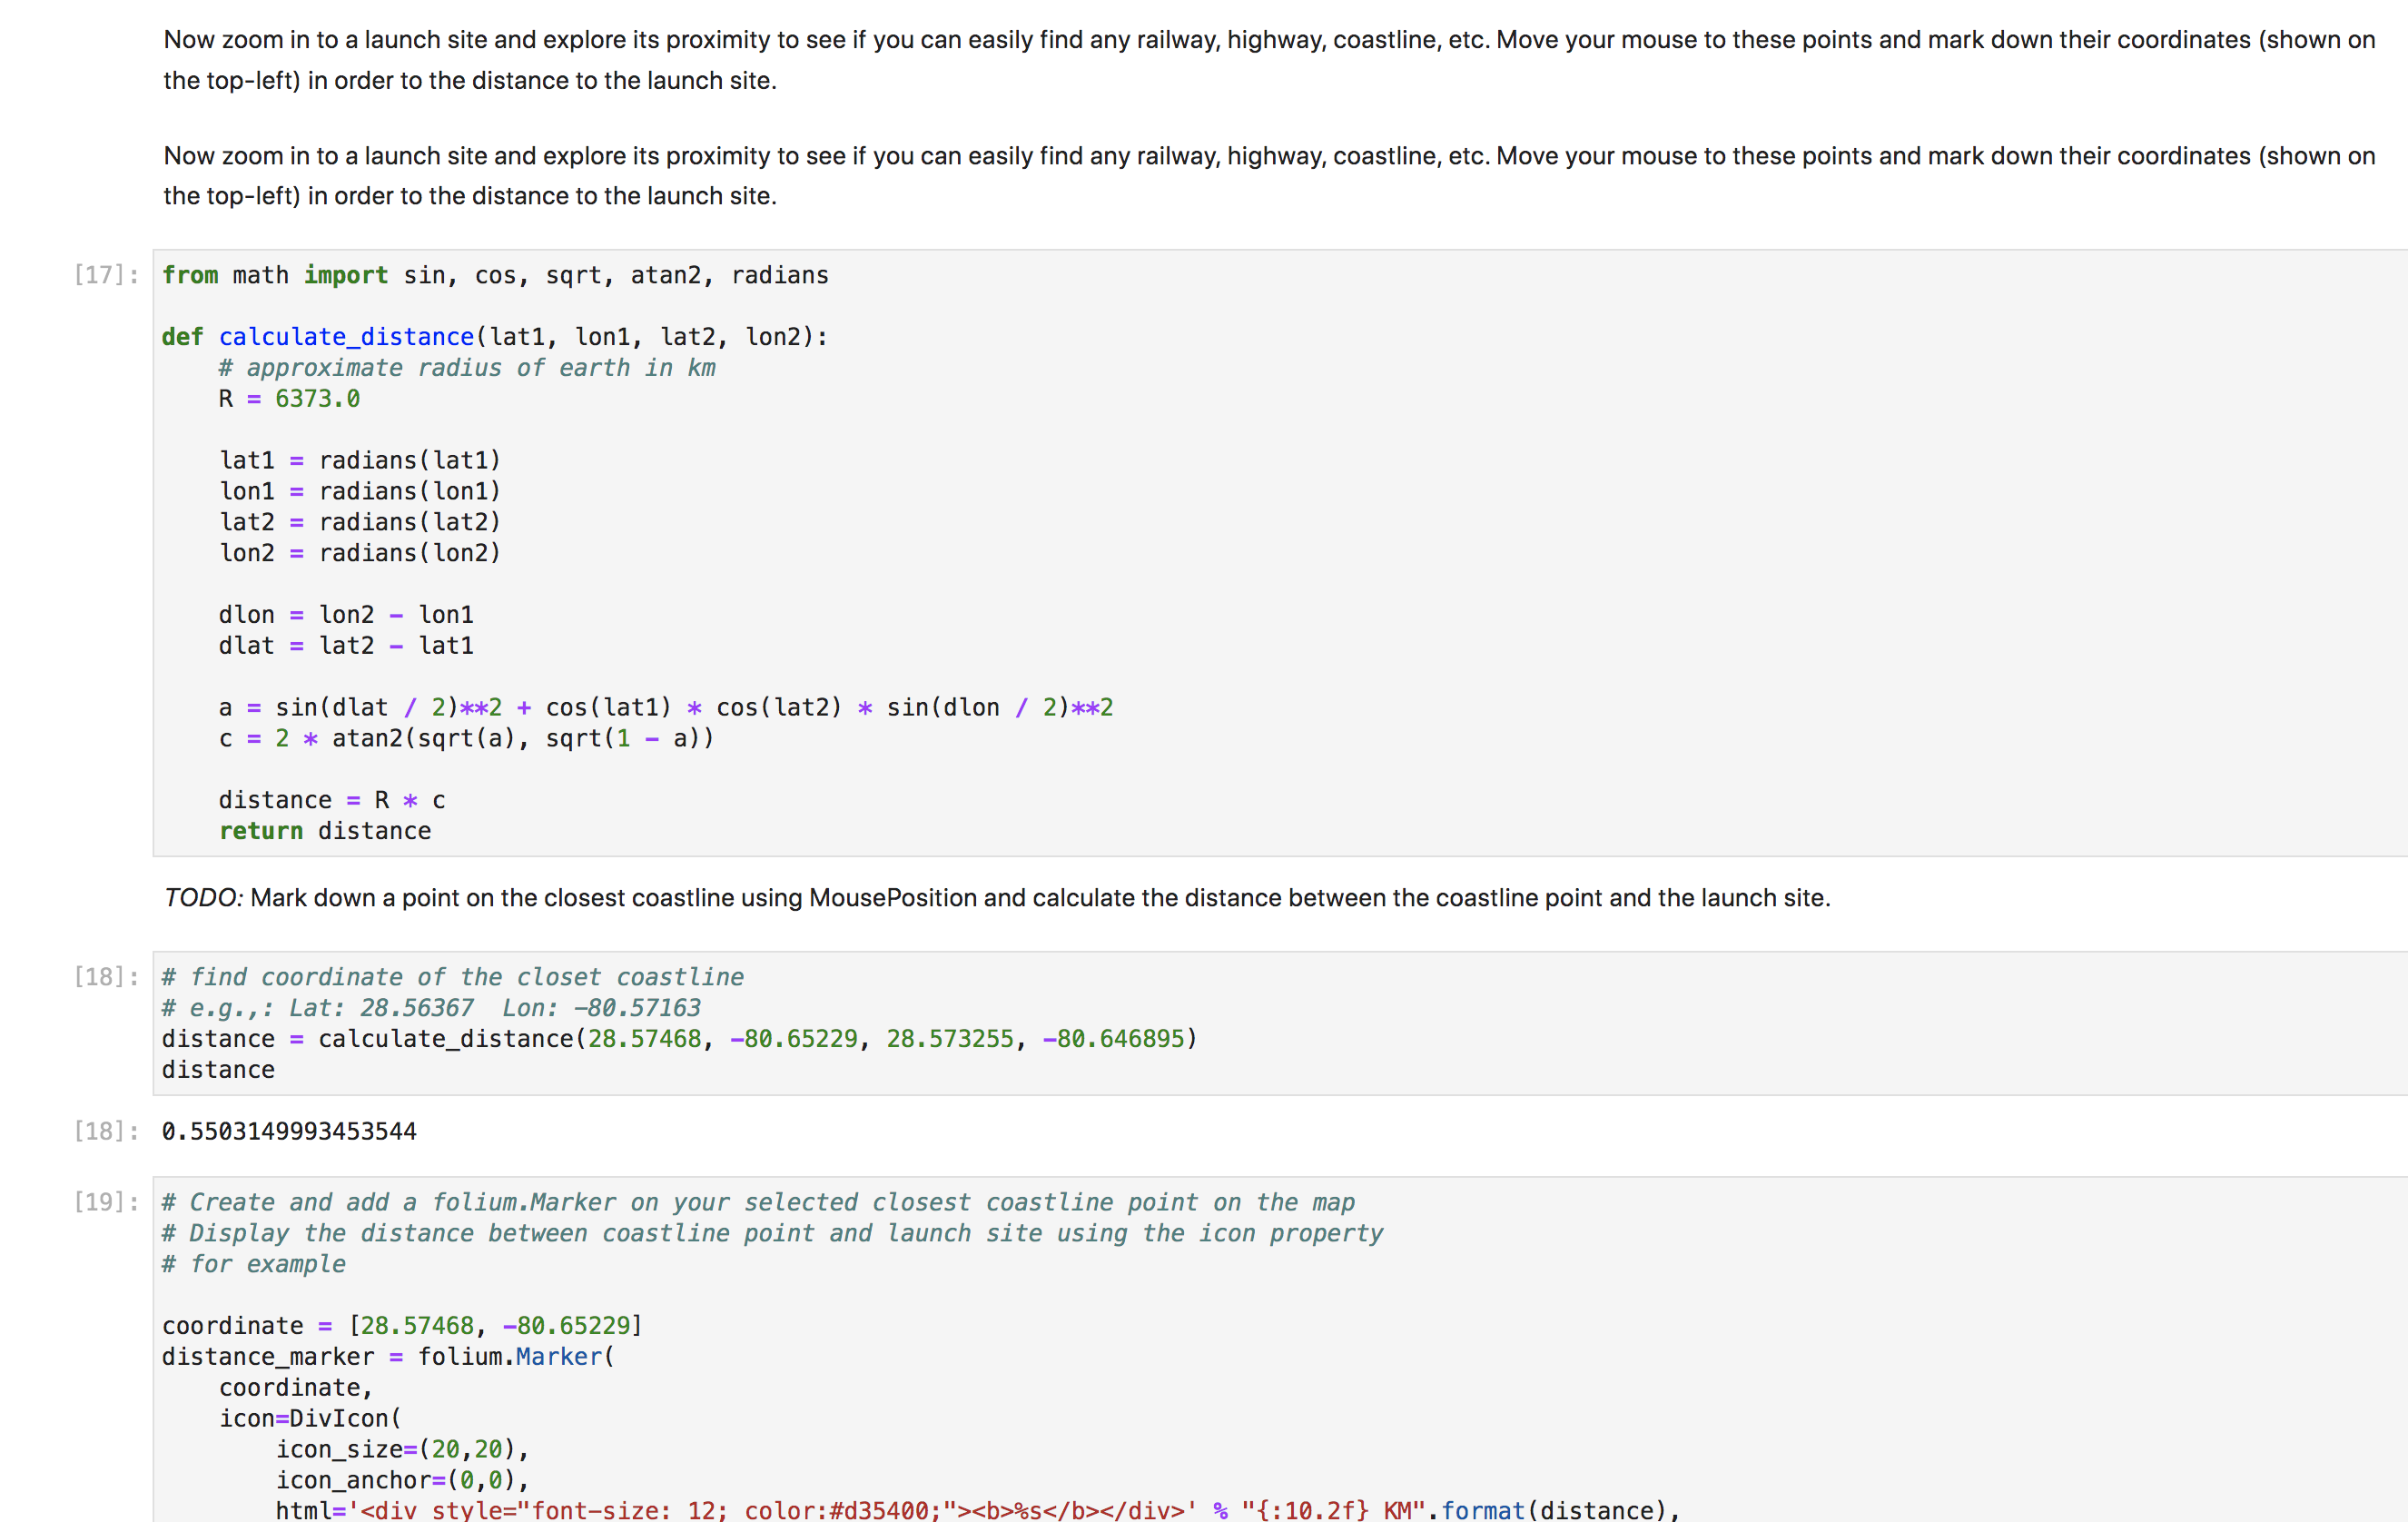 Now zoom in to a launch site and explore its proximity to see if you can easily find any railway, highway, coastline, etc. Move your mouse to these points and mark down their coordinates (shown on
the top-left) in order to the distance to the launch site.
Now zoom in to a launch site and explore its proximity to see if you can easily find any railway, highway, coastline, etc. Move your mouse to these points and mark down their coordinates (shown on
the top-left) in order to the distance to the launch site.
[17]: from math import sin, cos, sqrt, atan2, radians
def calculate_distance(lat1, lon1, lat2, lon2):
    # approximate radius of earth in km
    R = 6373.0
    lat1 = radians(lat1)
    lon1 = radians(lon1)
    lat2 = radians(lat2)
    lon2 = radians(lon2)
    dlon = lon2 - lon1
    dlat = lat2 - lat1
    a = sin(dlat / 2)**2 + cos(lat1) * cos(lat2) * sin(dlon / 2)**2
    c = 2 * atan2(sqrt(a), sqrt(1 - a))
    distance = R * c
    return distance
TODO: Mark down a point on the closest coastline using MousePosition and calculate the distance between the coastline point and the launch site.
[18]: # find coordinate of the closet coastline
# e.g.,: Lat: 28.56367  Lon: -80.57163
distance = calculate_distance(28.57468, -80.65229, 28.573255, -80.646895)
distance
[18]: 0.5503149993453544
[19]: # Create and add a folium.Marker on your selected closest coastline point on the map
# Display the distance between coastline point and launch site using the icon property
# for example
coordinate = [28.57468, -80.65229]
distance_marker = folium.Marker(
    coordinate,
    icon=DivIcon(
        icon_size=(20,20),
        icon_anchor=(0,0),
        html='<div style="font-size: 12; color:#d35400;"><b>%s</b></div>' % "{:10.2f} KM".format(distance),